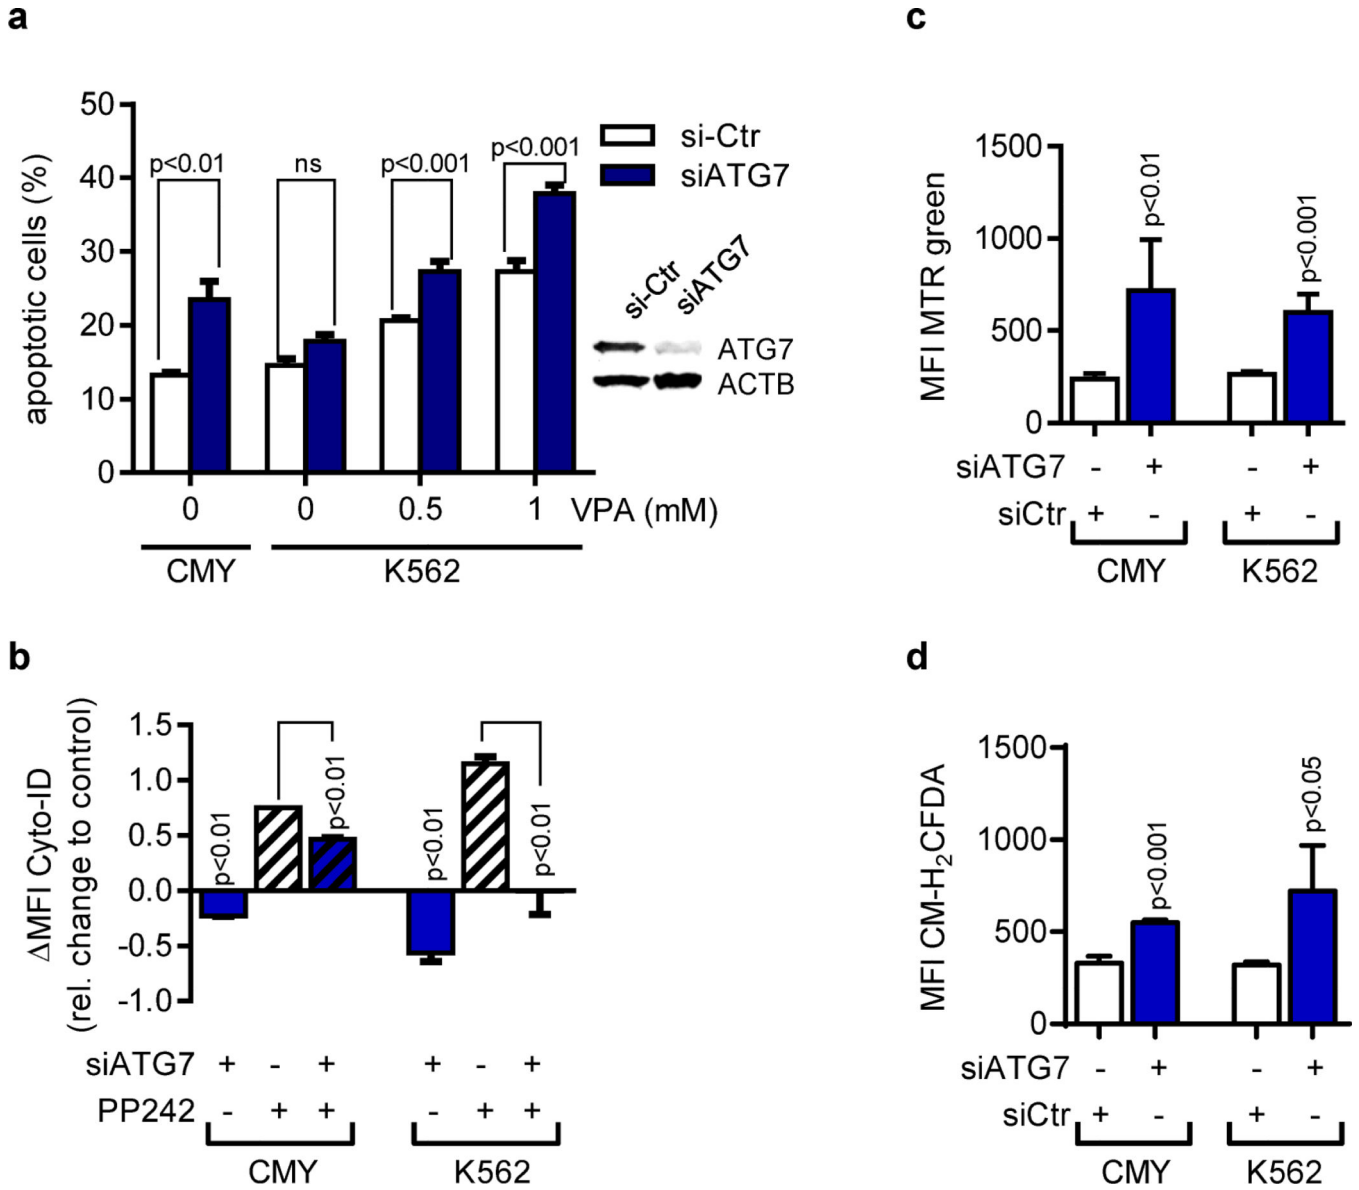 a
50
40
30
20
10
0
apoptotic cells (%)
p<0.01
ns
p<0.001
p<0.001
si-Ctr
siATG7
si-Ctr
siATG7
ATG7
ACTB
0 0 0.5 1 VPA (mM)
CMY K562
b
1.5
1.0
0.5
0.0
-0.5
-1.0
ΔMFI Cyto-ID
(rel. change to control)
p<0.01
p<0.01
p<0.01
p<0.01
siATG7 + - + + - +
PP242 - + + - + +
CMY K562
c
1500
1000
500
0
MFI MTR green
p<0.01
p<0.001
siATG7 - + - +
siCtr + - + -
CMY K562
d
1500
1000
500
0
MFI CM-H₂CFDA
p<0.001
p<0.05
siATG7 - + - +
siCtr + - + -
CMY K562